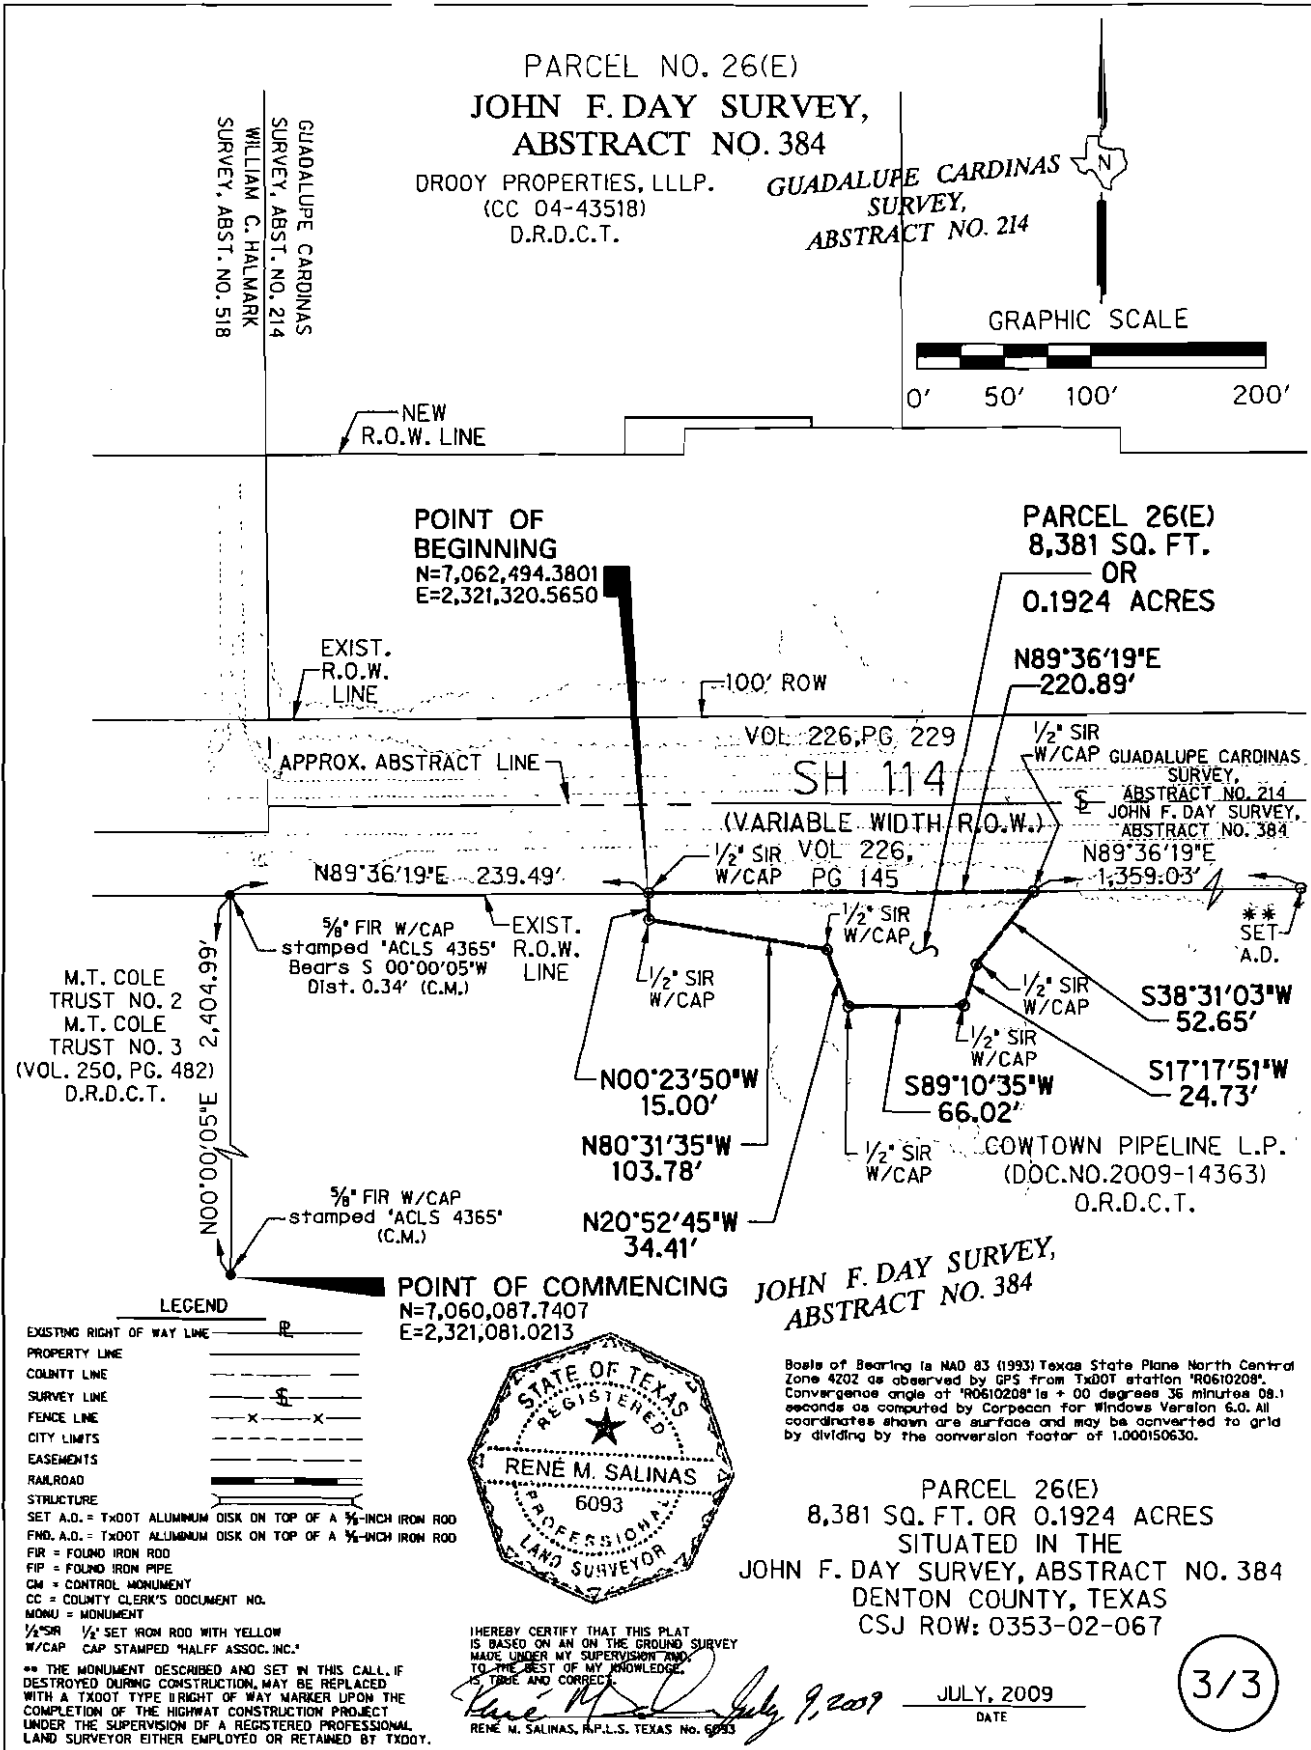 PARCEL NO. 26(E)
JOHN F. DAY SURVEY,
ABSTRACT NO. 384
DROOY PROPERTIES, LLLP.
(CC 04-43518)
D.R.D.C.T.
GUADALUPE CARDINAS
SURVEY,
ABSTRACT NO. 214
N
GUADALUPE CARDINAS
SURVEY, ABST. NO. 214
WILLIAM C. HALMARK
SURVEY, ABST. NO. 518
GRAPHIC SCALE
0' 50' 100' 200'
NEW
R.O.W. LINE
POINT OF
BEGINNING
N=7,062,494.3801
E=2,321,320.5650
PARCEL 26(E)
8,381 SQ. FT.
OR
0.1924 ACRES
N89°36'19"E
220.89'
EXIST.
R.O.W.
LINE
100' ROW
VOL 226,PG 229
SH 114
(VARIABLE WIDTH R.O.W.)
VOL 226,
PG 145
APPROX. ABSTRACT LINE
1/2" SIR
W/CAP
GUADALUPE CARDINAS
SURVEY,
ABSTRACT NO. 214
JOHN F. DAY SURVEY,
ABSTRACT NO. 384
N89°36'19"E
1,359.03'
1/2" SIR
W/CAP
N89°36'19"E 239.49'
5/8" FIR W/CAP
stamped "ACLS 4365"
Bears S 00°00'05"W
Dist. 0.34' (C.M.)
EXIST.
R.O.W.
LINE
1/2" SIR
W/CAP
1/2" SIR
W/CAP
**
SET
A.D.
M.T. COLE
TRUST NO. 2
M.T. COLE
TRUST NO. 3
(VOL. 250, PG. 482)
D.R.D.C.T.
N00°00'05"E 2,404.99'
1/2" SIR
W/CAP
S38°31'03"W
52.65'
1/2" SIR
W/CAP
S17°17'51"W
24.73'
N00°23'50"W
15.00'
S89°10'35"W
66.02'
N80°31'35"W
103.78'
1/2" SIR
W/CAP
COWTOWN PIPELINE L.P.
(DOC.NO.2009-14363)
O.R.D.C.T.
N20°52'45"W
34.41'
5/8" FIR W/CAP
stamped "ACLS 4365"
(C.M.)
POINT OF COMMENCING
N=7,060,087.7407
E=2,321,081.0213
JOHN F. DAY SURVEY,
ABSTRACT NO. 384
LEGEND
EXISTING RIGHT OF WAY LINE
PROPERTY LINE
COUNTY LINE
SURVEY LINE
FENCE LINE
CITY LIMITS
EASEMENTS
RAILROAD
STRUCTURE
SET A.D. = TxDOT ALUMINUM DISK ON TOP OF A 5/8-INCH IRON ROD
FND. A.D. = TxDOT ALUMINUM DISK ON TOP OF A 5/8-INCH IRON ROD
FIR = FOUND IRON ROD
FIP = FOUND IRON PIPE
CM = CONTROL MONUMENT
CC = COUNTY CLERK'S DOCUMENT NO.
MONU = MONUMENT
1/2"SIR 1/2" SET IRON ROD WITH YELLOW
W/CAP CAP STAMPED "HALFF ASSOC. INC."
** THE MONUMENT DESCRIBED AND SET IN THIS CALL, IF
DESTROYED DURING CONSTRUCTION, MAY BE REPLACED
WITH A TXDOT TYPE II RIGHT OF WAY MARKER UPON THE
COMPLETION OF THE HIGHWAY CONSTRUCTION PROJECT
UNDER THE SUPERVISION OF A REGISTERED PROFESSIONAL
LAND SURVEYOR EITHER EMPLOYED OR RETAINED BY TXDOT.
STATE OF TEXAS
REGISTERED
RENÉ M. SALINAS
6093
PROFESSIONAL
LAND SURVEYOR
I HEREBY CERTIFY THAT THIS PLAT
IS BASED ON AN ON THE GROUND SURVEY
MADE UNDER MY SUPERVISION AND,
TO THE BEST OF MY KNOWLEDGE,
IS TRUE AND CORRECT.
July 9, 2009
RENÉ M. SALINAS, R.P.L.S. TEXAS No. 6093
Basis of Bearing is NAD 83 (1993) Texas State Plane North Central
Zone 4202 as observed by GPS from TxDOT station "R0610208".
Convergence angle at "R0610208" is + 00 degrees 36 minutes 08.1
seconds as computed by Corpscon for Windows Version 6.0. All
coordinates shown are surface and may be converted to grid
by dividing by the conversion factor of 1.000150630.
PARCEL 26(E)
8,381 SQ. FT. OR 0.1924 ACRES
SITUATED IN THE
JOHN F. DAY SURVEY, ABSTRACT NO. 384
DENTON COUNTY, TEXAS
CSJ ROW: 0353-02-067
JULY, 2009
DATE
3/3